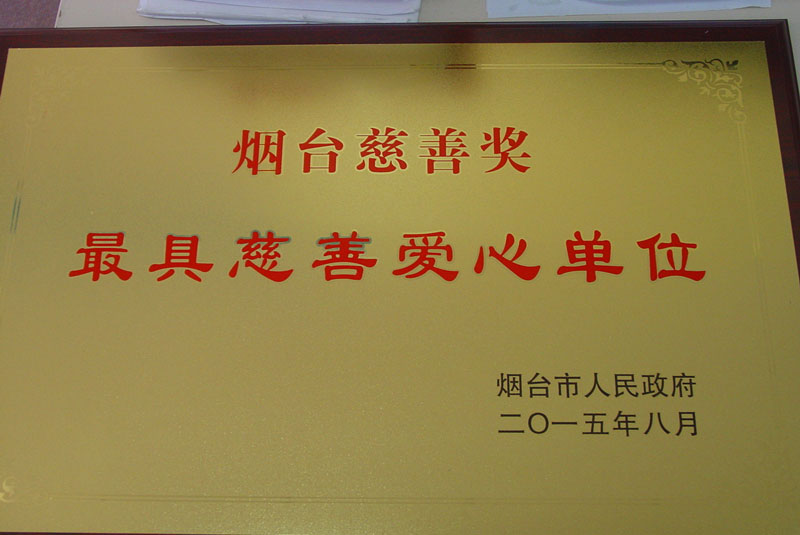 烟台慈善奖
最具慈善爱心单位
烟台市人民政府
二〇一五年八月